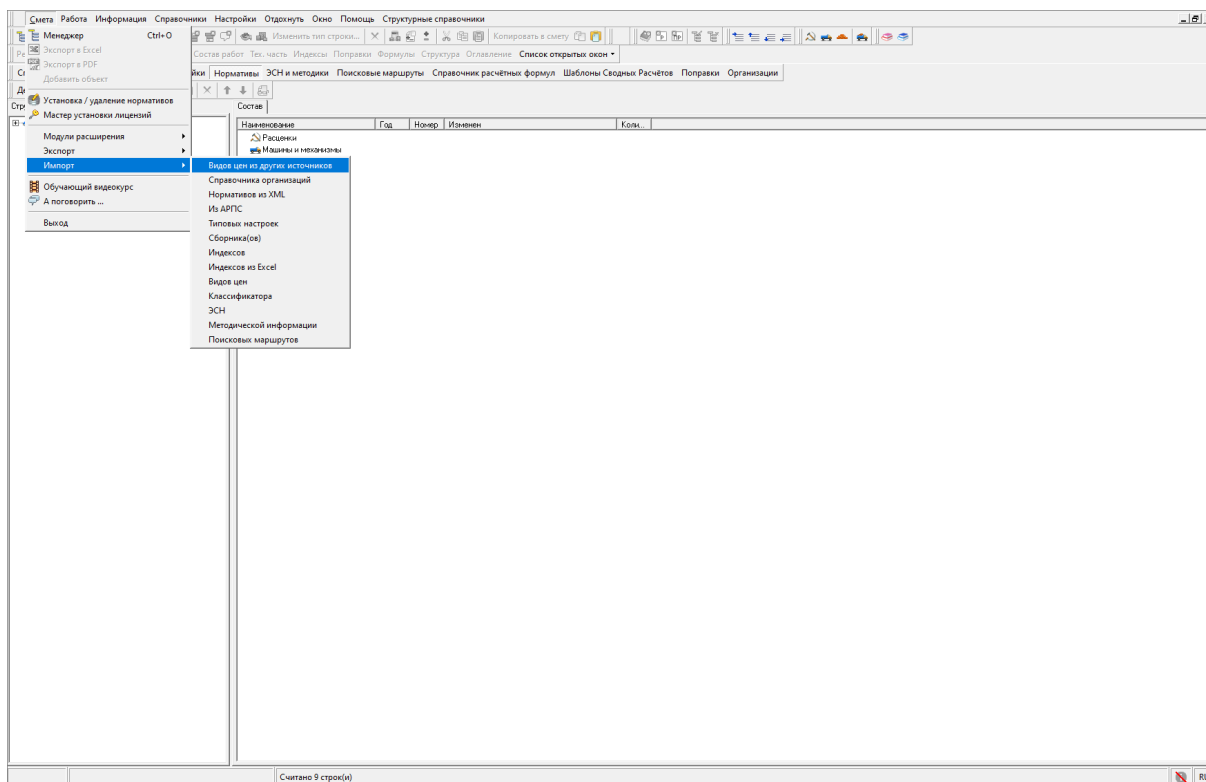 Смета Работа Информация Справочники Настройки Отдохнуть Окно Помощь Структурные справочники
Менеджер Ctrl+O
Изменить тип строки... Копировать в смету
Экспорт в Excel
Состав работ Тех. часть Индексы Поправки Формулы Структура Оглавление Список открытых окон
Экспорт в PDF
Добавить объект
Нормативы ЭСН и методики Поисковые маршруты Справочник расчётных формул Шаблоны Сводных Расчётов Поправки Организации
Установка / удаление нормативов
Состав
Мастер установки лицензий
Наименование Год Номер Изменен Коли...
Модули расширения
Расценки
Экспорт
Машины и механизмы
Импорт
Видов цен из других источников
Справочника организаций
Обучающий видеокурс
Нормативов из XML
А поговорить ...
Из АРПС
Выход
Типовых настроек
Сборника(ов)
Индексов
Индексов из Excel
Видов цен
Классификатора
ЭСН
Методической информации
Поисковых маршрутов
Считано 9 строк(и)